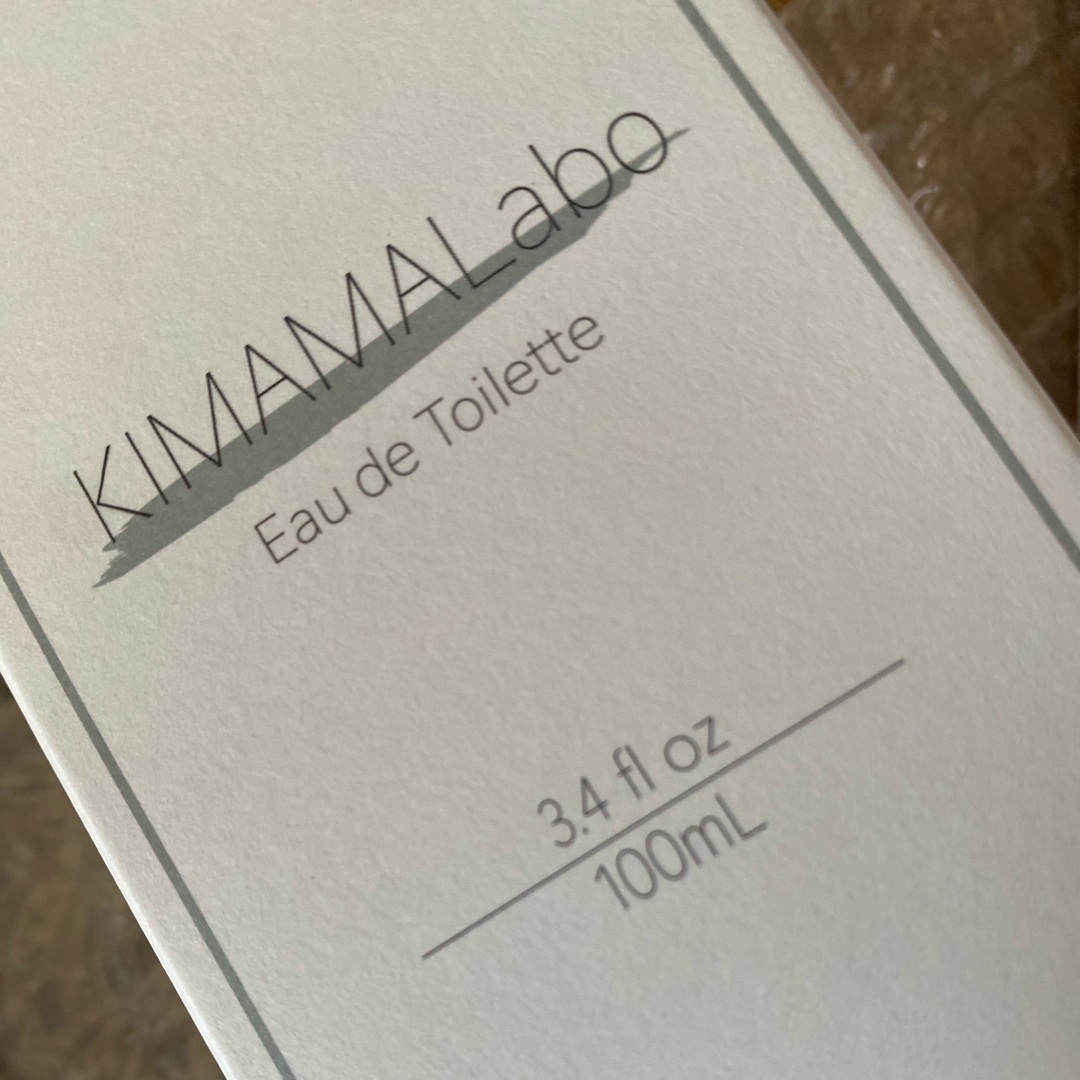 KIMAMALabo
Eau de Toilette
3.4 fl oz
100mL